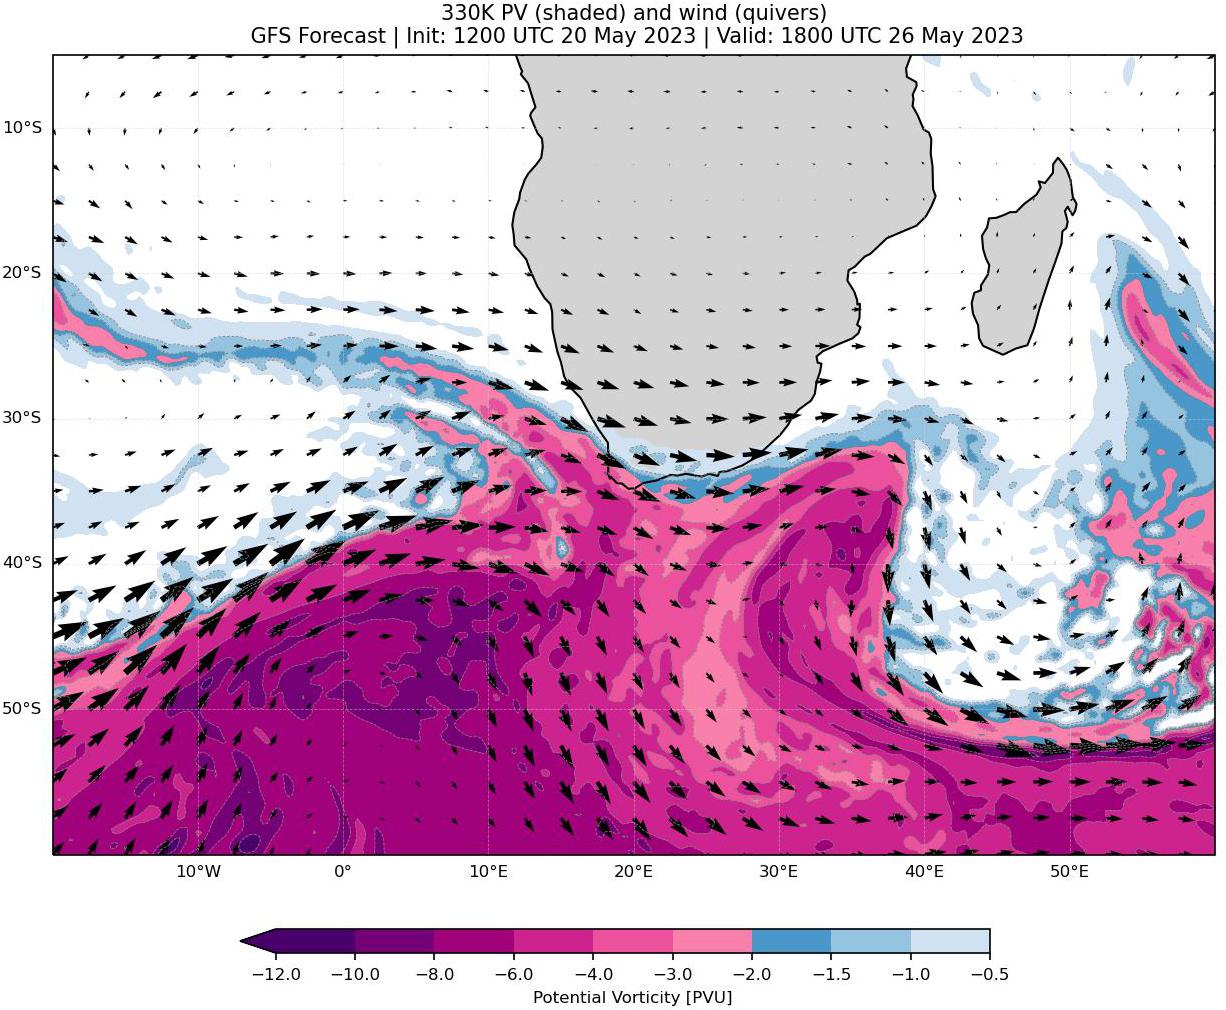 330K PV (shaded) and wind (quivers)
GFS Forecast | Init: 1200 UTC 20 May 2023 | Valid: 1800 UTC 26 May 2023
10°S
20°S
30°S
40°S
50°S
10°W 0° 10°E 20°E 30°E 40°E 50°E
−12.0 −10.0 −8.0 −6.0 −4.0 −3.0 −2.0 −1.5 −1.0 −0.5
Potential Vorticity [PVU]